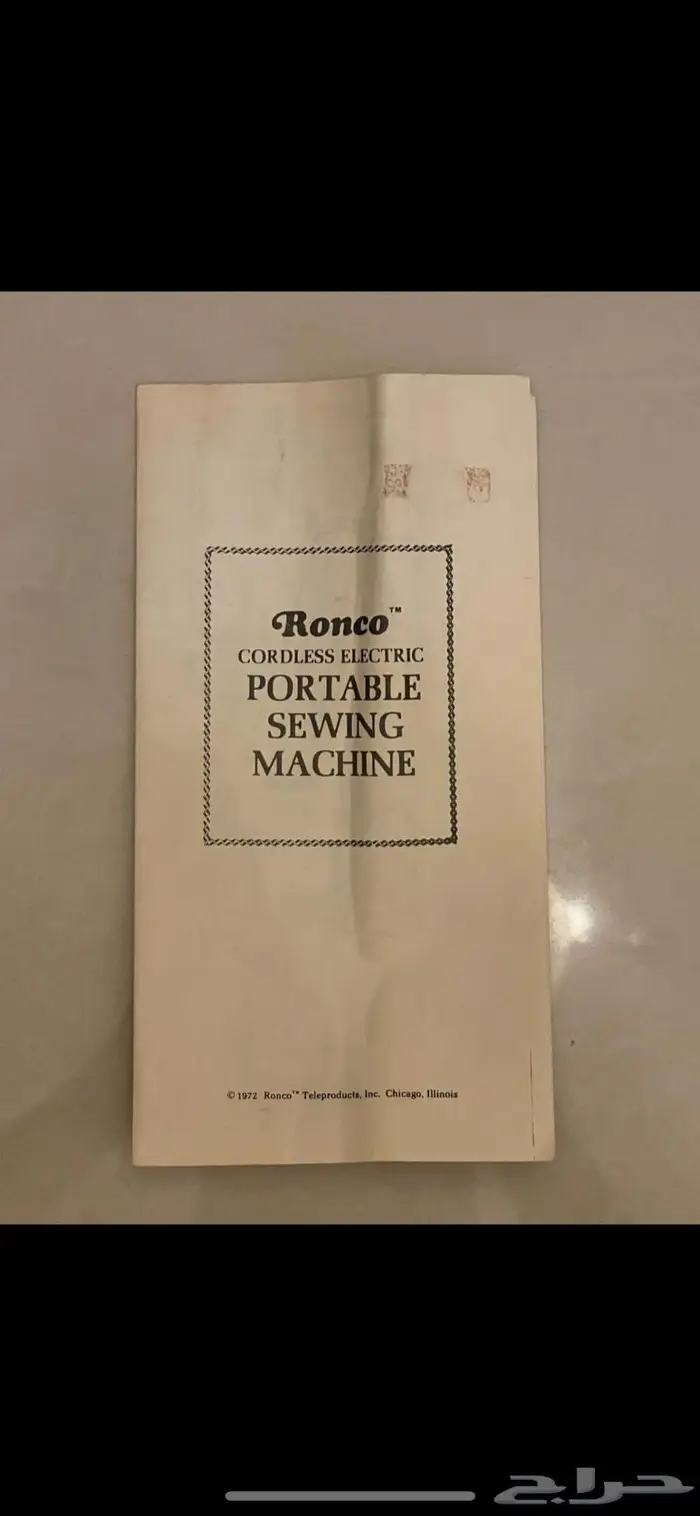 Ronco™
CORDLESS ELECTRIC
PORTABLE
SEWING
MACHINE
© 1972 Ronco™ Teleproducts, Inc. Chicago, Illinois
حراج